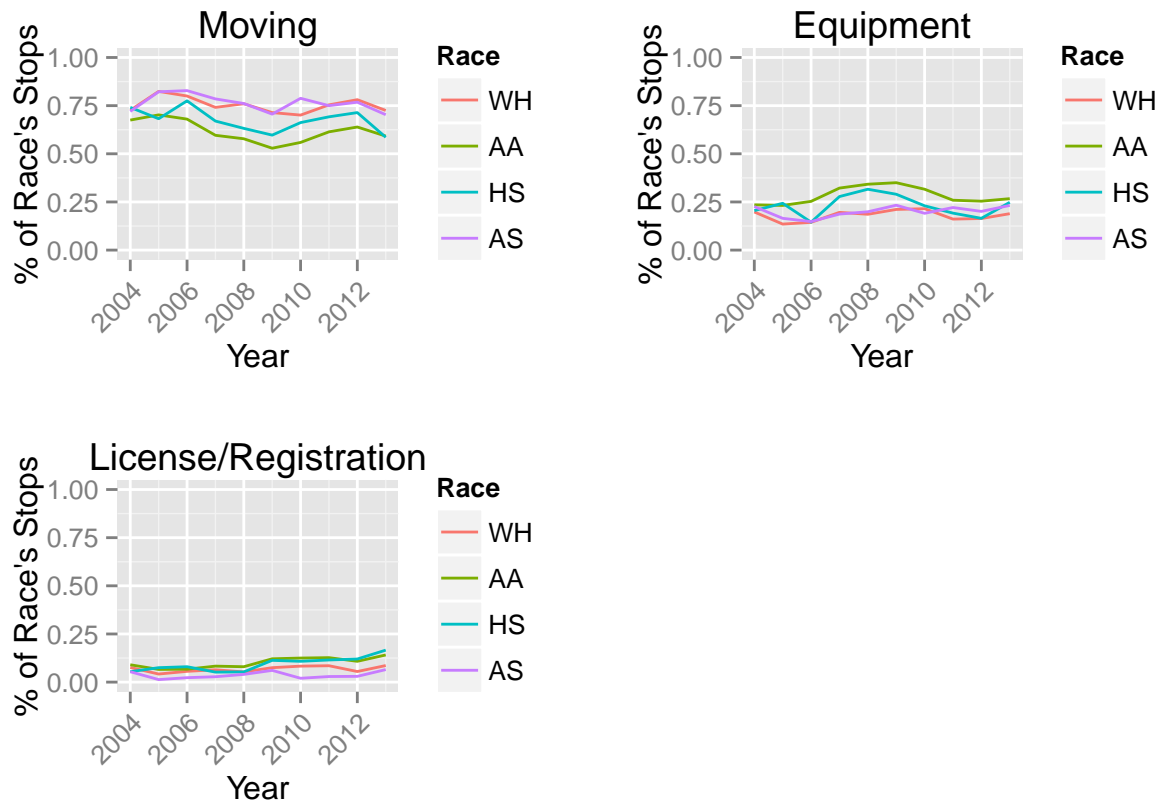 Moving
% of Race's Stops
1.00
0.75
0.50
0.25
0.00
2004
2006
2008
2010
2012
Year
Race
WH
AA
HS
AS
Equipment
% of Race's Stops
1.00
0.75
0.50
0.25
0.00
2004
2006
2008
2010
2012
Year
Race
WH
AA
HS
AS
License/Registration
% of Race's Stops
1.00
0.75
0.50
0.25
0.00
2004
2006
2008
2010
2012
Year
Race
WH
AA
HS
AS